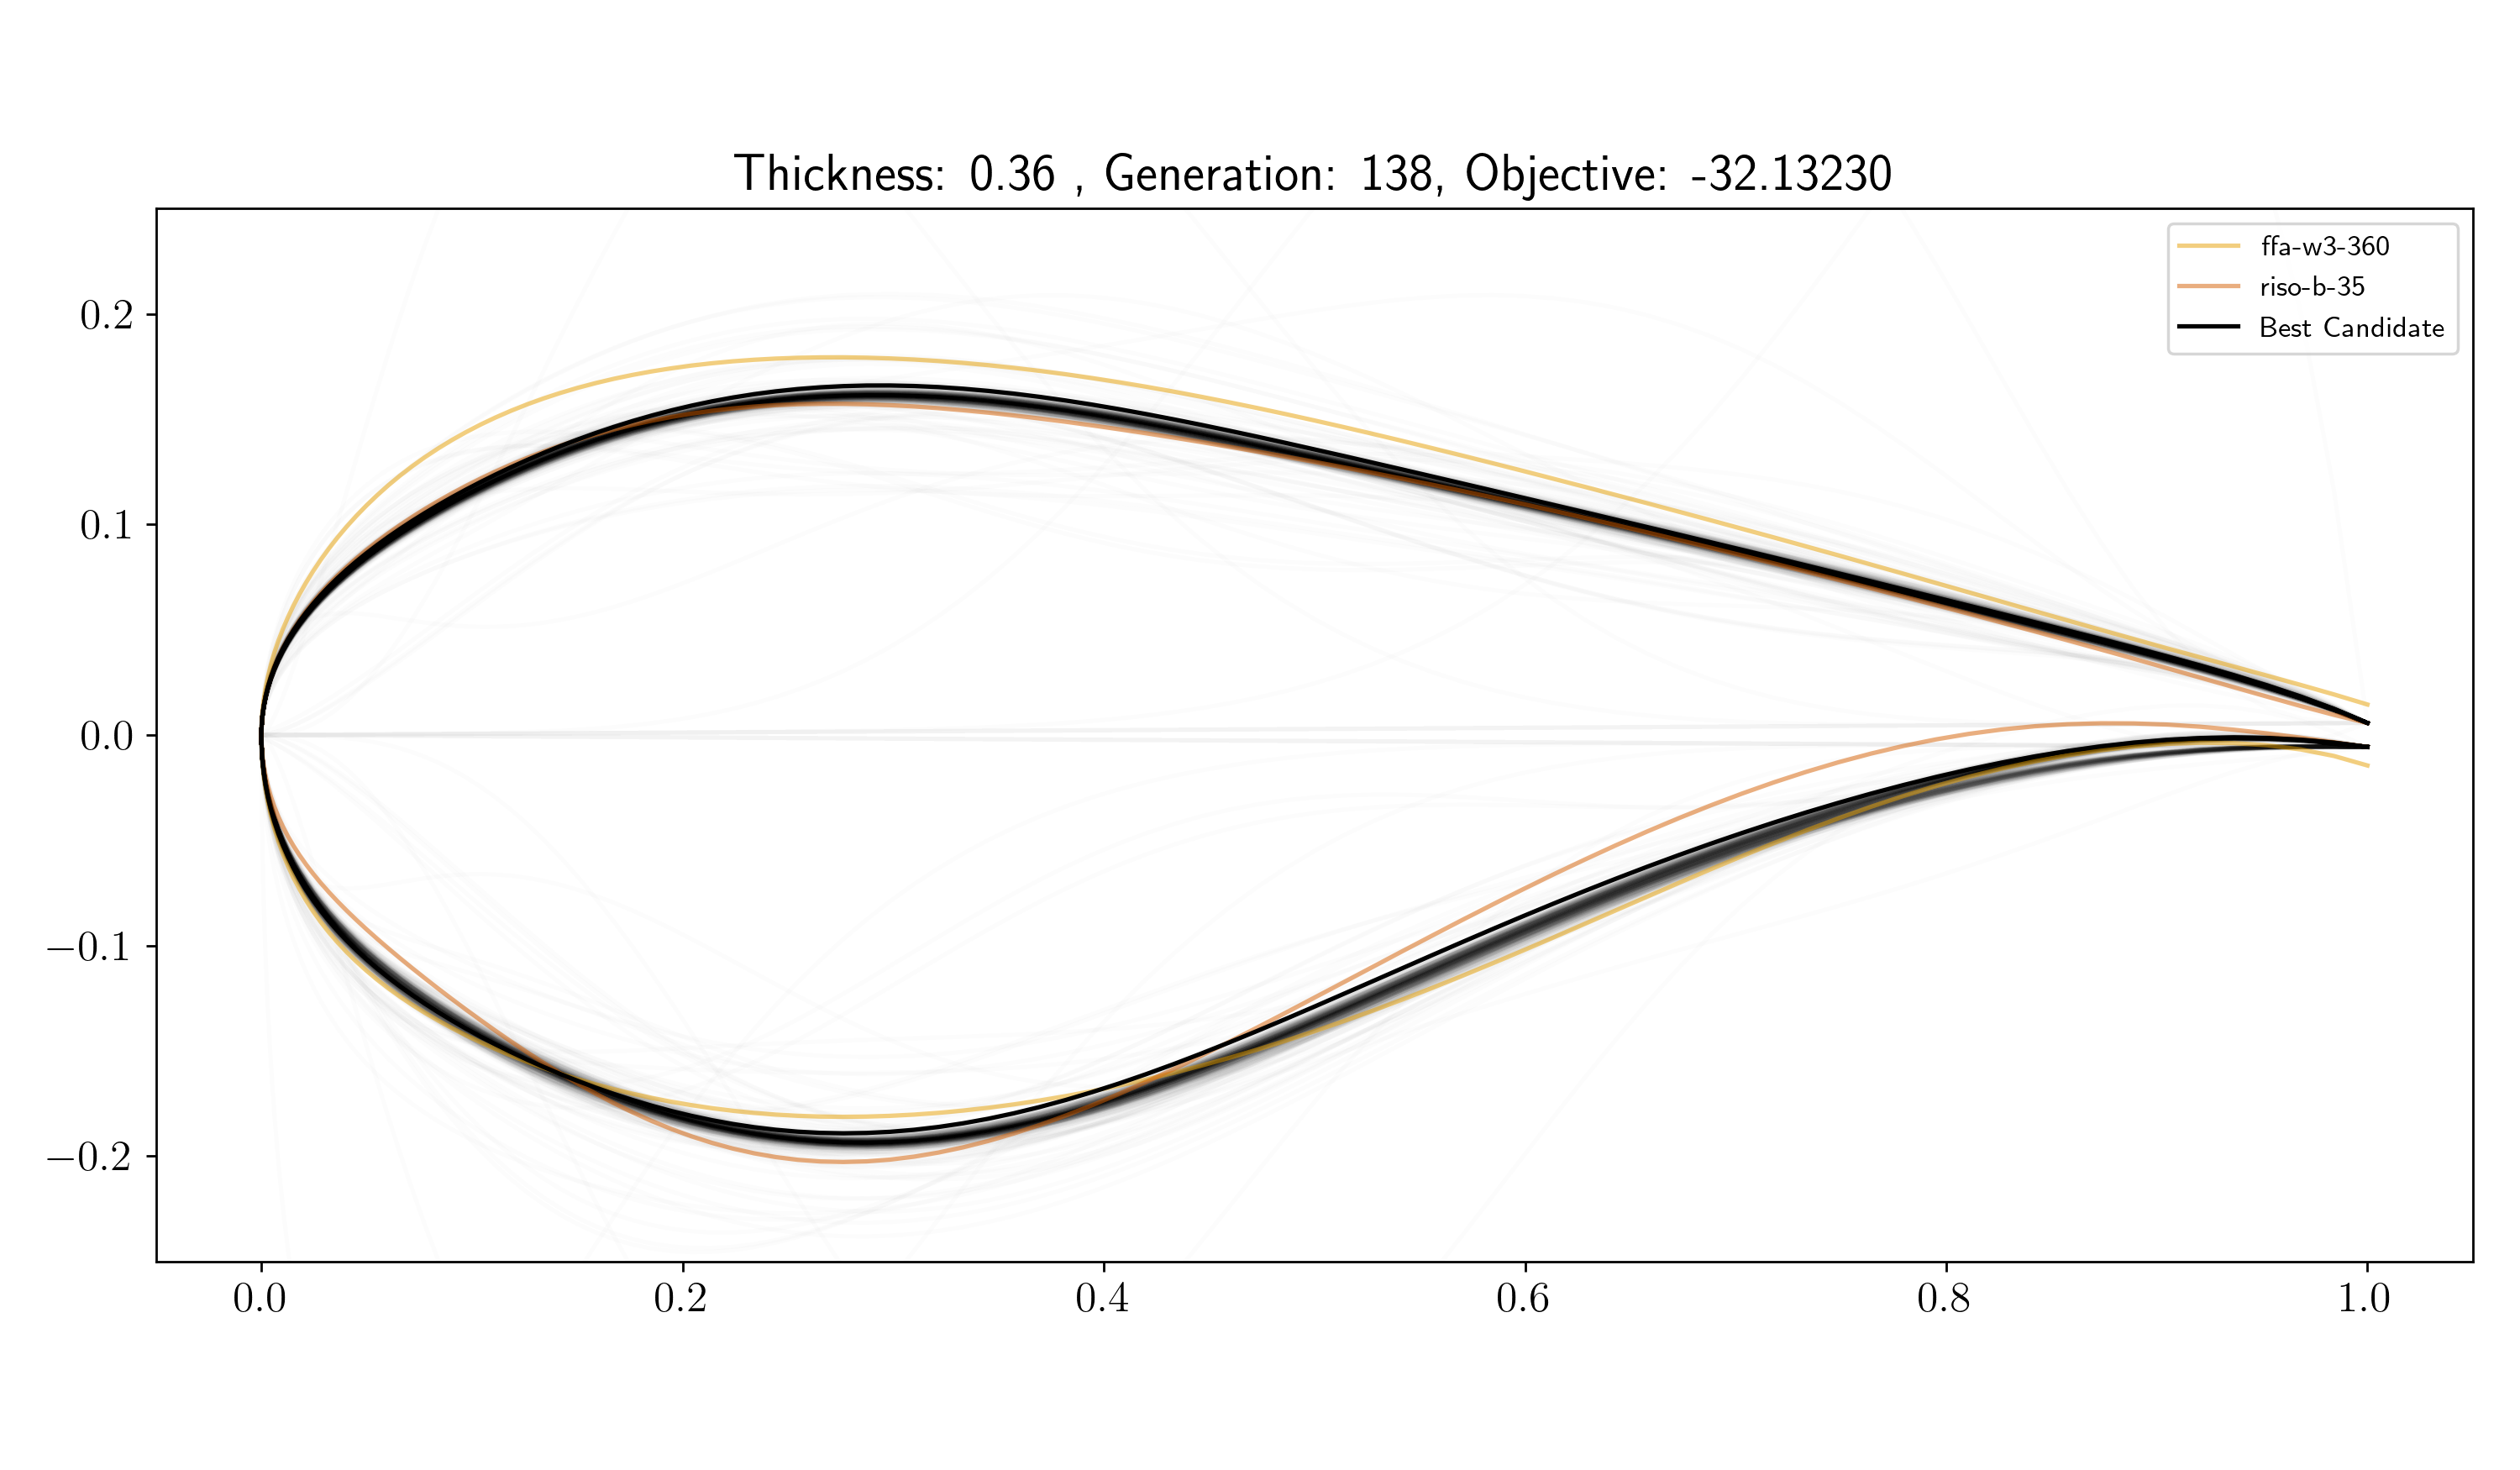 Thickness: 0.36 , Generation: 138, Objective: -32.13230
ffa-w3-360
riso-b-35
Best Candidate
0.2
0.1
0.0
−0.1
−0.2
0.0 0.2 0.4 0.6 0.8 1.0